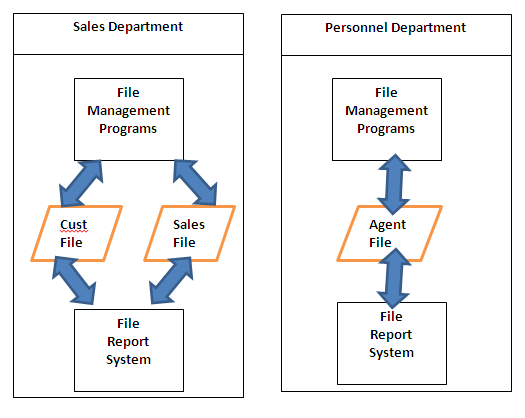 Sales Department
File
Management
Programs
Cust
File
Sales
File
File
Report
System
Personnel Department
File
Management
Programs
Agent
File
File
Report
System